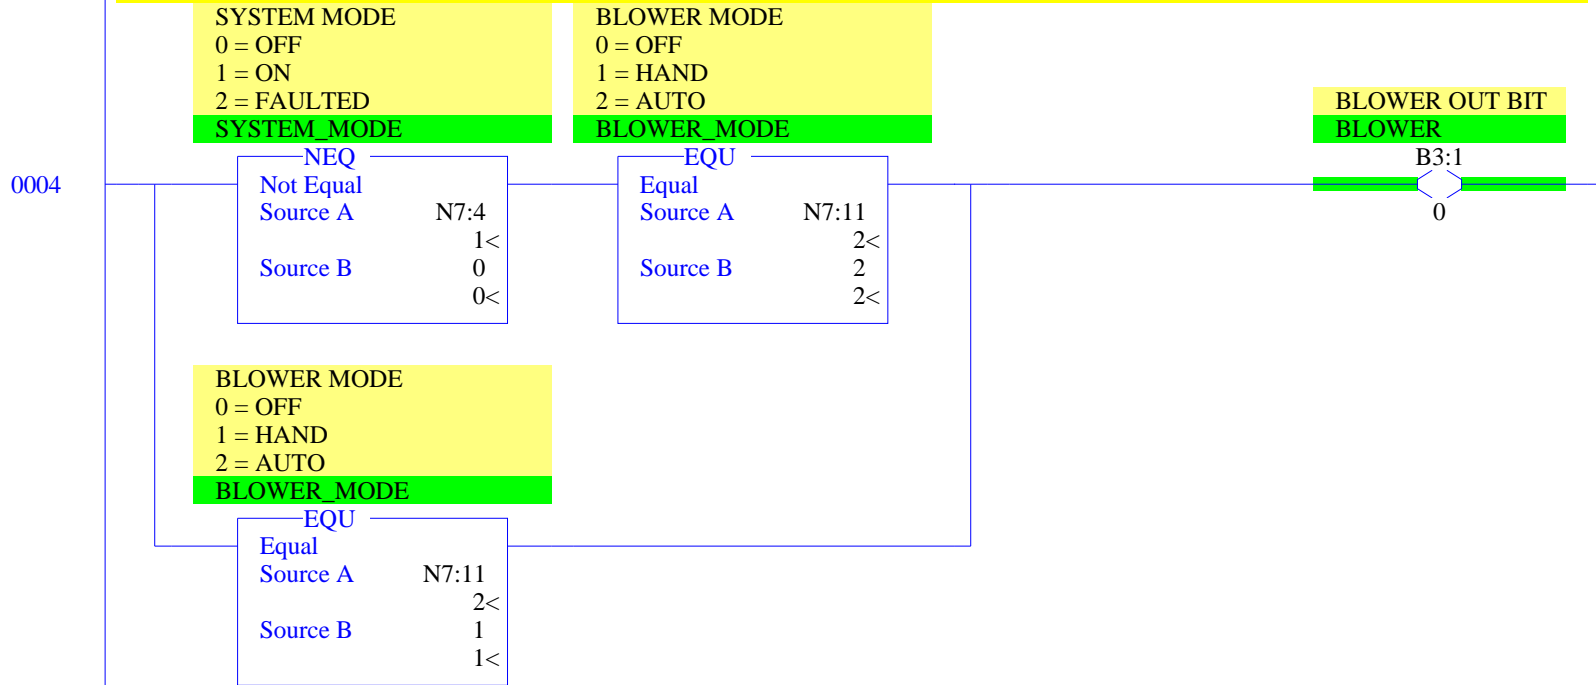 SYSTEM MODE
0 = OFF
1 = ON
2 = FAULTED
SYSTEM_MODE
BLOWER MODE
0 = OFF
1 = HAND
2 = AUTO
BLOWER_MODE
BLOWER OUT BIT
BLOWER
0004
NEQ
Not Equal
Source A N7:4
1<
Source B 0
0<
EQU
Equal
Source A N7:11
2<
Source B 2
2<
B3:1
0
BLOWER MODE
0 = OFF
1 = HAND
2 = AUTO
BLOWER_MODE
EQU
Equal
Source A N7:11
2<
Source B 1
1<